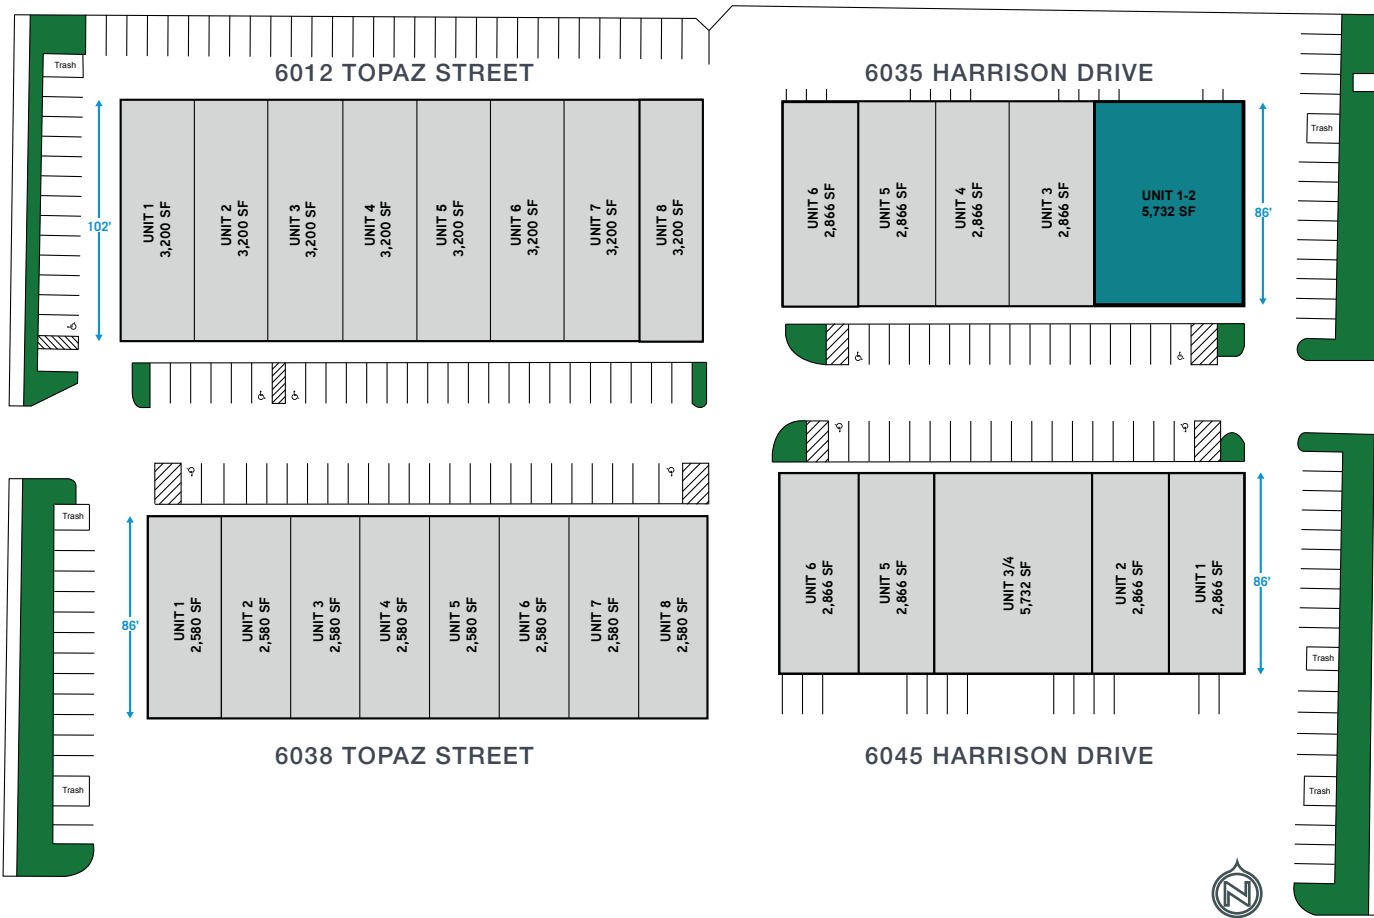 6012 TOPAZ STREET
6035 HARRISON DRIVE
Trash
Trash
102'
UNIT 1
3,200 SF
UNIT 2
3,200 SF
UNIT 3
3,200 SF
UNIT 4
3,200 SF
UNIT 5
3,200 SF
UNIT 6
3,200 SF
UNIT 7
3,200 SF
UNIT 8
3,200 SF
UNIT 6
2,866 SF
UNIT 5
2,866 SF
UNIT 4
2,866 SF
UNIT 3
2,866 SF
UNIT 1-2
5,732 SF
86'
Trash
86'
UNIT 1
2,580 SF
UNIT 2
2,580 SF
UNIT 3
2,580 SF
UNIT 4
2,580 SF
UNIT 5
2,580 SF
UNIT 6
2,580 SF
UNIT 7
2,580 SF
UNIT 8
2,580 SF
UNIT 6
2,866 SF
UNIT 5
2,866 SF
UNIT 3/4
5,732 SF
UNIT 2
2,866 SF
UNIT 1
2,866 SF
86'
Trash
6038 TOPAZ STREET
6045 HARRISON DRIVE
Trash
Trash
N